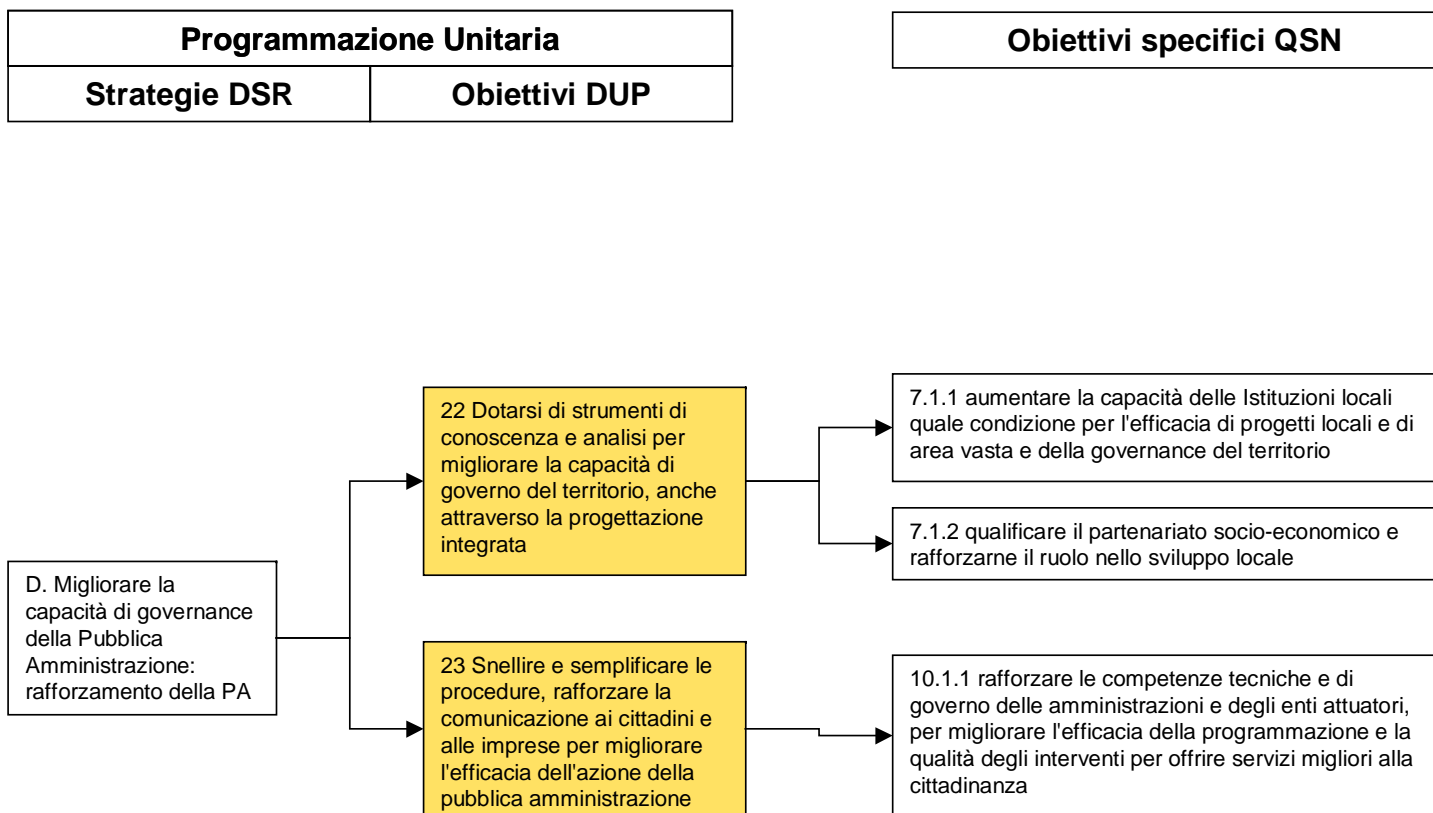 Programmazione Unitaria
Strategie DSR
Obiettivi DUP
Obiettivi specifici QSN
D. Migliorare la
capacità di governance
della Pubblica
Amministrazione:
rafforzamento della PA
22 Dotarsi di strumenti di
conoscenza e analisi per
migliorare la capacità di
governo del territorio, anche
attraverso la progettazione
integrata
23 Snellire e semplificare le
procedure, rafforzare la
comunicazione ai cittadini e
alle imprese per migliorare
l'efficacia dell'azione della
pubblica amministrazione
7.1.1 aumentare la capacità delle Istituzioni locali
quale condizione per l'efficacia di progetti locali e di
area vasta e della governance del territorio
7.1.2 qualificare il partenariato socio-economico e
rafforzarne il ruolo nello sviluppo locale
10.1.1 rafforzare le competenze tecniche e di
governo delle amministrazioni e degli enti attuatori,
per migliorare l'efficacia della programmazione e la
qualità degli interventi per offrire servizi migliori alla
cittadinanza